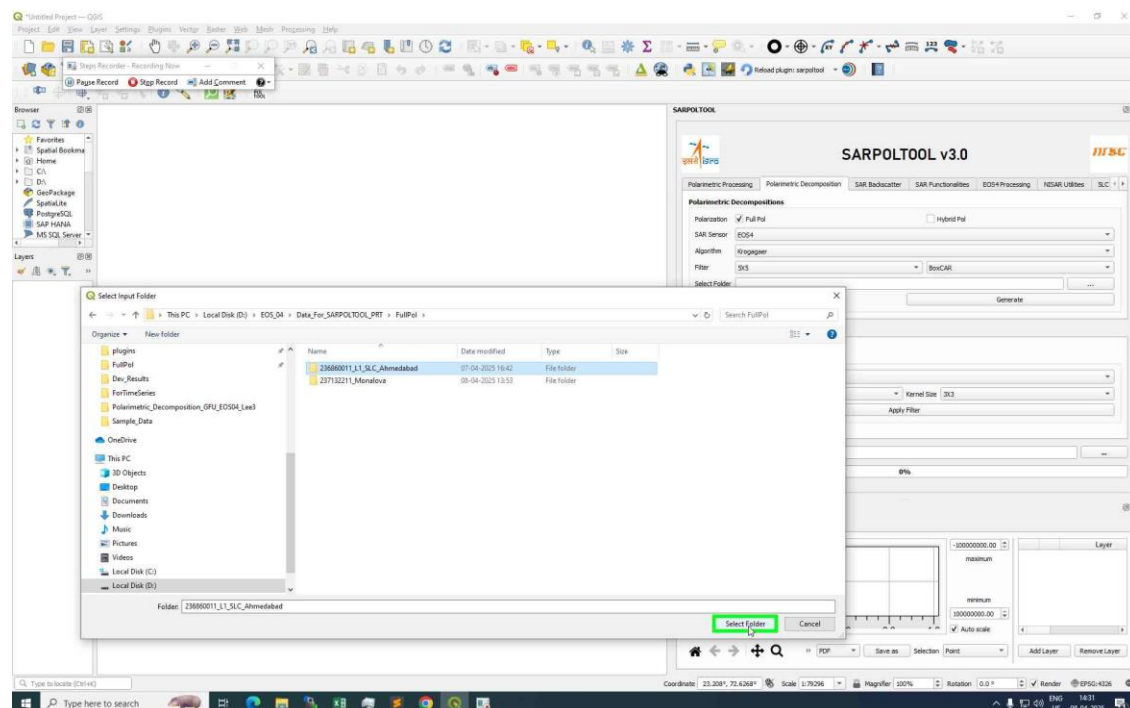 *Untitled Project — QGIS
Project Edit View Layer Settings Plugins Vector Raster Web Mesh Processing Help
Steps Recorder - Recording Now
Pause Record Stop Record Add Comment
Reload plugin: sarpoltool
Browser
Favorites
Spatial Bookma
Home
C:\
D:\
GeoPackage
SpatiaLite
PostgreSQL
SAP HANA
MS SQL Server
Layers
SARPOLTOOL
इसरो isro
SARPOLTOOL v3.0
nrsc
Polarimetric Processing Polarimetric Decomposition SAR Backscatter SAR Functionalities EOS4 Processing NISAR Utilities SLC
Polarimetric Decompositions
Polarization Full Pol Hybrid Pol
SAR Sensor EOS4
Algorithm Krogager
Filter 5X5 BoxCAR
Select Folder ...
Generate
Kernel Size 3X3
Apply Filter
...
0%
Select Input Folder
This PC › Local Disk (D:) › EOS_04 › Data_For_SARPOLTOOL_PRT › FullPol ›
Search FullPol
Organize New folder
plugins
FullPol
Dev_Results
ForTimeSeries
Polarimetric_Decomposition_GFU_EOS04_Lee3
Sample_Data
OneDrive
This PC
3D Objects
Desktop
Documents
Downloads
Music
Pictures
Videos
Local Disk (C:)
Local Disk (D:)
Name Date modified Type Size
236860011_L1_SLC_Ahmedabad 07-04-2025 16:42 File folder
237132211_Monalova 08-04-2025 13:53 File folder
Folder: 236860011_L1_SLC_Ahmedabad
Select Folder Cancel
-100000000.00
maximum
minimum
100000000.00
Auto scale
Layer
PDF Save as Selection Point Add Layer Remove Layer
Type to locate (Ctrl+K)
Coordinate 23.208°, 72.6268° Scale 1:79296 Magnifier 100% Rotation 0.0 ° Render EPSG:4326
Type here to search
ENG 14:31